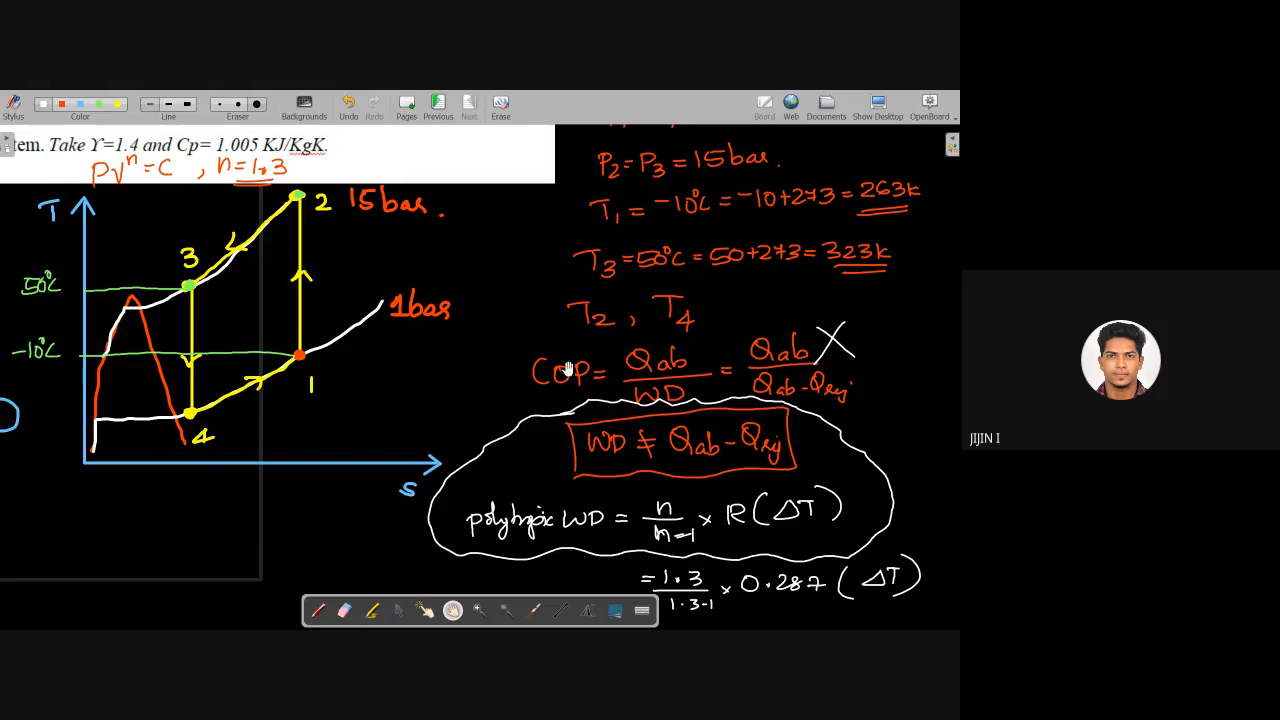 Stylus
Color
Line
Eraser
Backgrounds
Undo
Redo
Pages
Previous
Next
Erase
Board
Web
Documents
Show Desktop
OpenBoard
tem. Take ϒ=1.4 and Cp= 1.005 KJ/KgK.
PVⁿ=C , n=1.3
T
2 15bar.
3
50°C
-10°C
1bar
1
4
S
P₂=P₃=15bar.
T₁ = -10°C = -10+273 = 263K
T₃=50°C=50+273=323K
T₂ , T₄
COP = Qab/WD = Qab/Qab-Qrej X
WD ≠ Qab-Qrej
polytropic WD = n/n-1 × R(ΔT)
= 1.3/1.3-1 × 0.287 (ΔT)
JIJIN I